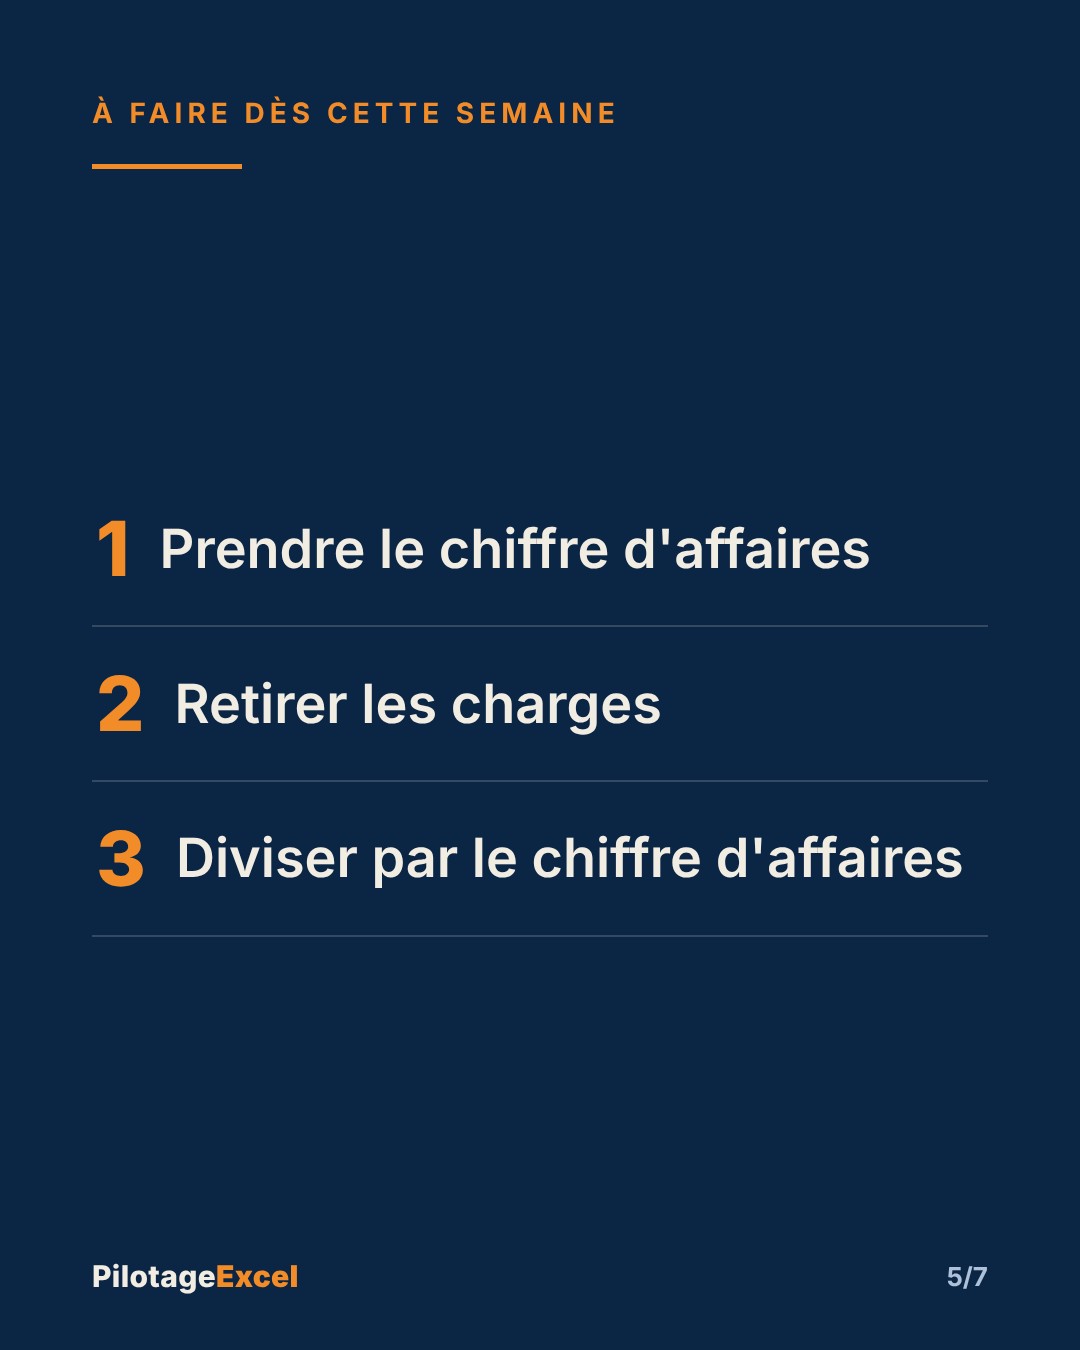 À FAIRE DÈS CETTE SEMAINE
1 Prendre le chiffre d'affaires
2 Retirer les charges
3 Diviser par le chiffre d'affaires
PilotageExcel
5/7